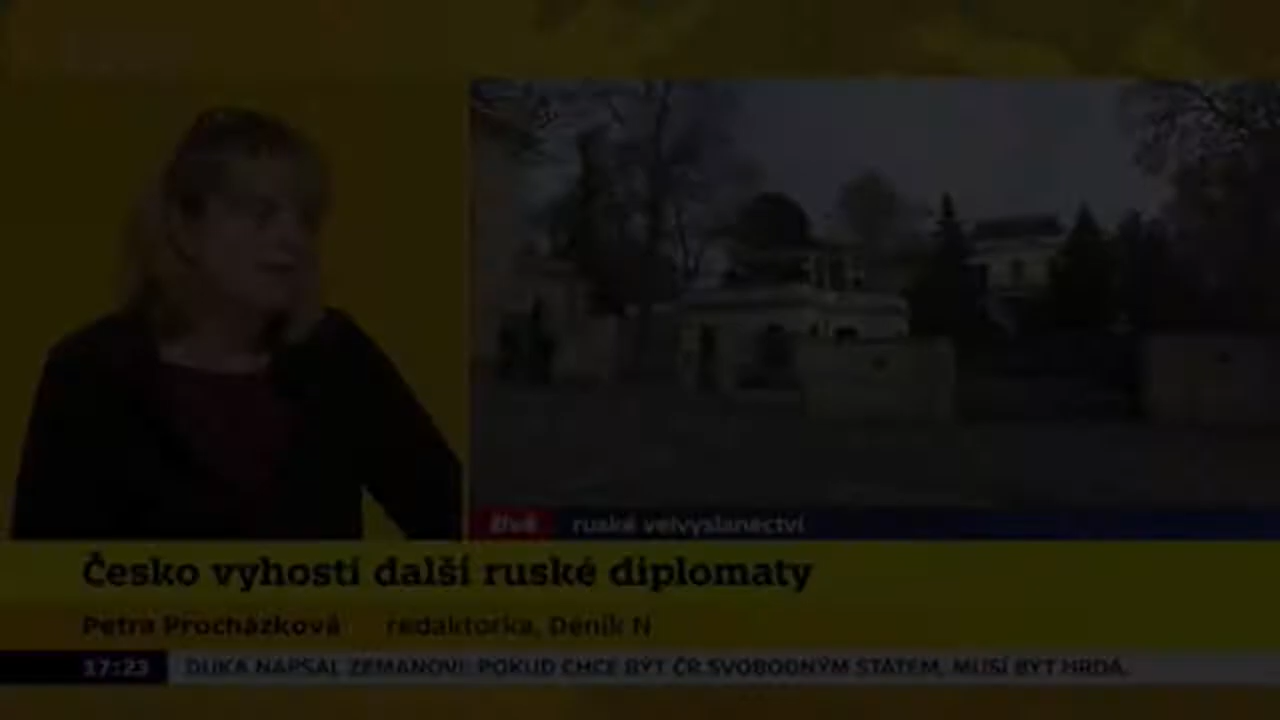 živě ruské velvyslanectví
Česko vyhostí další ruské diplomaty
Petra Procházková redaktorka, Deník N
17:23 DUKA NAPSAL ZEMANOVI: POKUD CHCE BÝT ČR SVOBODNÝM STÁTEM, MUSÍ BÝT HRDÁ.